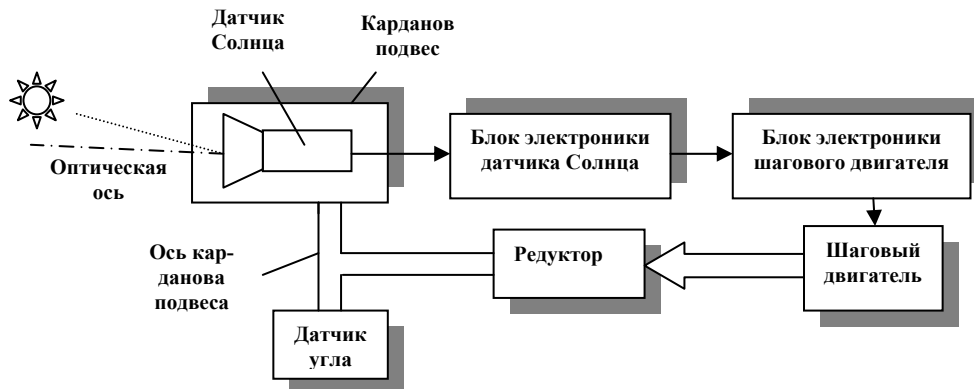 Датчик
Солнца
Карданов
подвес
Оптическая
ось
Блок электроники
датчика Солнца
Блок электроники
шагового двигателя
Ось кар-
данова
подвеса
Редуктор
Шаговый
двигатель
Датчик
угла